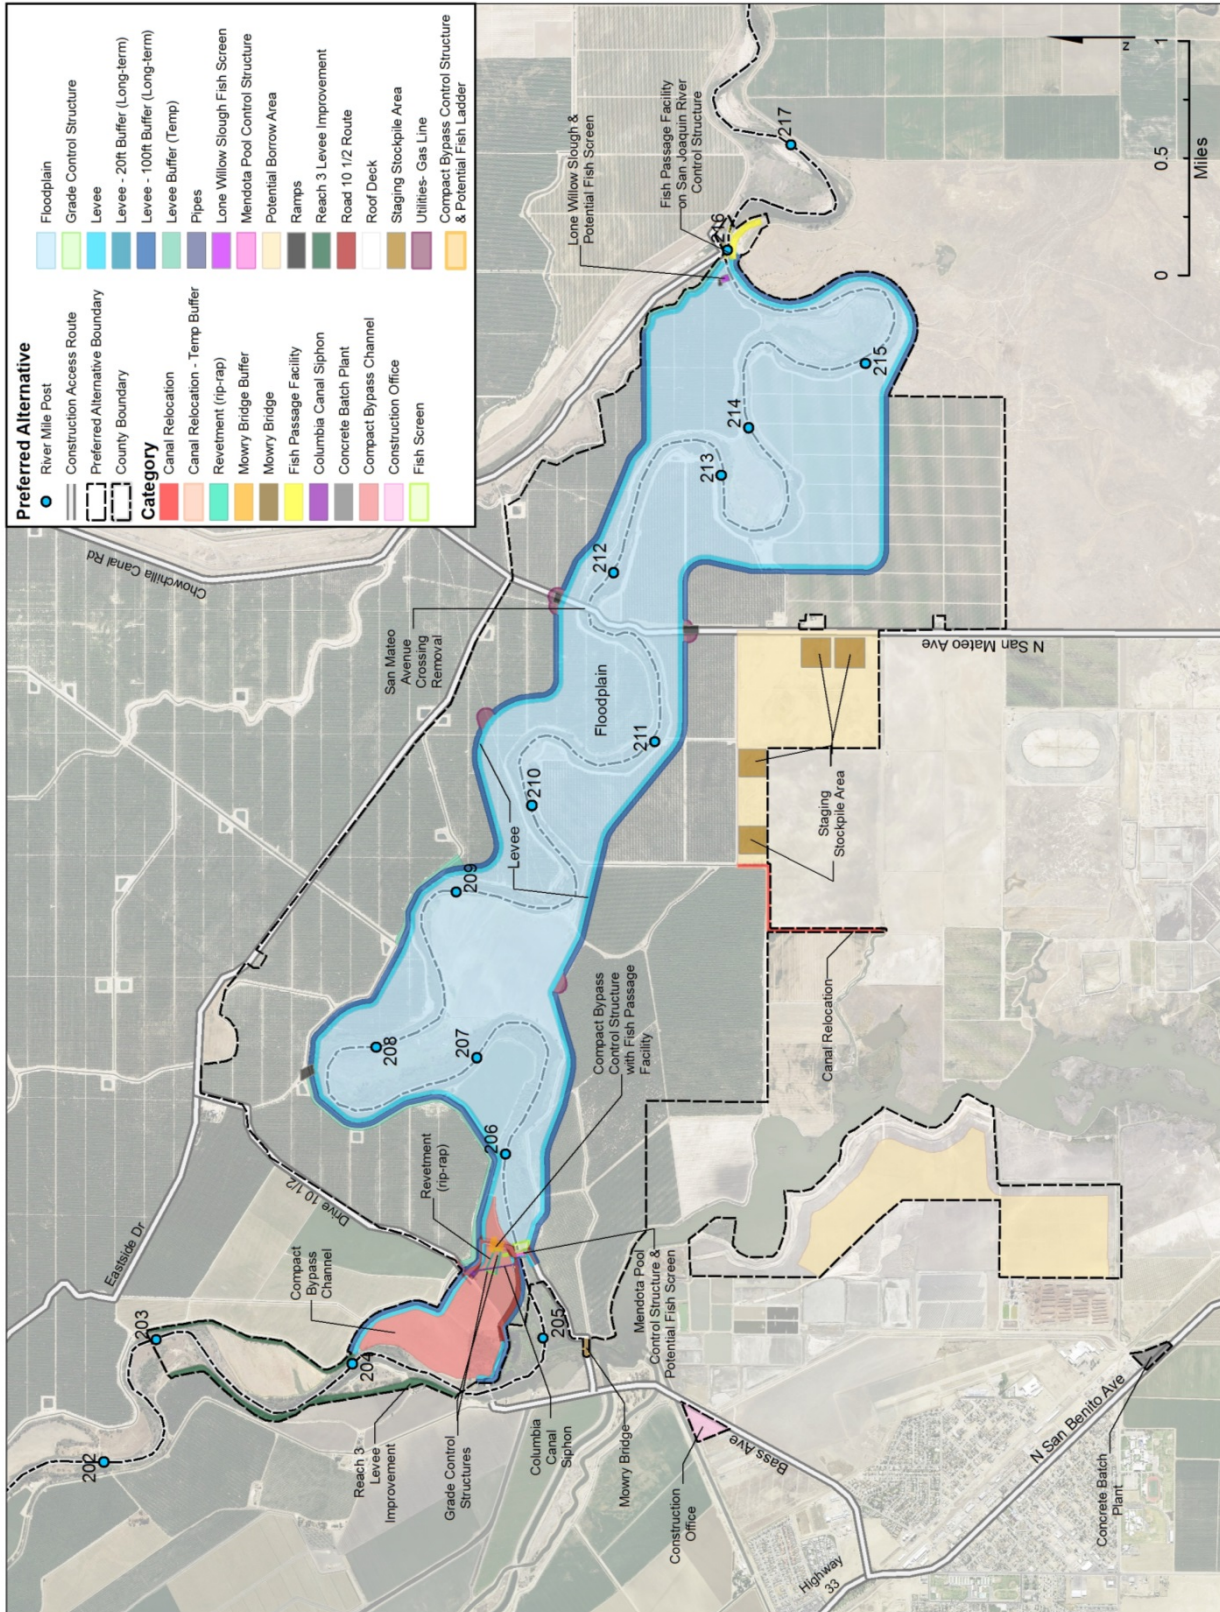 Preferred Alternative
River Mile Post
Construction Access Route
Preferred Alternative Boundary
County Boundary
Category
Canal Relocation
Canal Relocation - Temp Buffer
Revetment (rip-rap)
Mowry Bridge Buffer
Mowry Bridge
Fish Passage Facility
Columbia Canal Siphon
Concrete Batch Plant
Compact Bypass Channel
Construction Office
Fish Screen
Floodplain
Grade Control Structure
Levee
Levee - 20ft Buffer (Long-term)
Levee - 100ft Buffer (Long-term)
Levee Buffer (Temp)
Pipes
Lone Willow Slough Fish Screen
Mendota Pool Control Structure
Potential Borrow Area
Ramps
Reach 3 Levee Improvement
Road 10 1/2 Route
Roof Deck
Staging Stockpile Area
Utilities- Gas Line
Compact Bypass Control Structure
& Potential Fish Ladder
202
203
204
205
206
207
208
209
210
211
212
213
214
215
216
217
Eastside Dr
Drive 10 1/2
Chowchilla Canal Rd
Compact
Bypass
Channel
Revetment
(rip-rap)
Reach 3
Levee
Improvement
Grade Control
Structures
Columbia
Canal
Siphon
Mowry Bridge
Mendota Pool
Control Structure &
Potential Fish Screen
Compact Bypass
Control Structure
with Fish Passage
Facility
Levee
Floodplain
San Mateo
Avenue
Crossing
Removal
Lone Willow Slough &
Potential Fish Screen
Fish Passage Facility
on San Joaquin River
Control Structure
Staging
Stockpile Area
Canal Relocation
N San Mateo Ave
Construction
Office
Bass Ave
N San Benito Ave
Highway
33
Concrete Batch
Plant
z
0
0.5
1
Miles